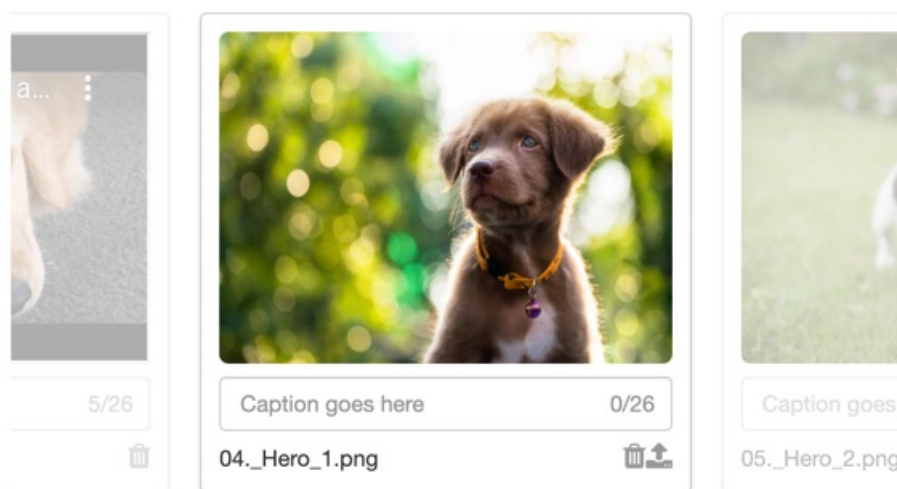 a...
5/26
Caption goes here
0/26
04._Hero_1.png
Caption goes
05._Hero_2.png